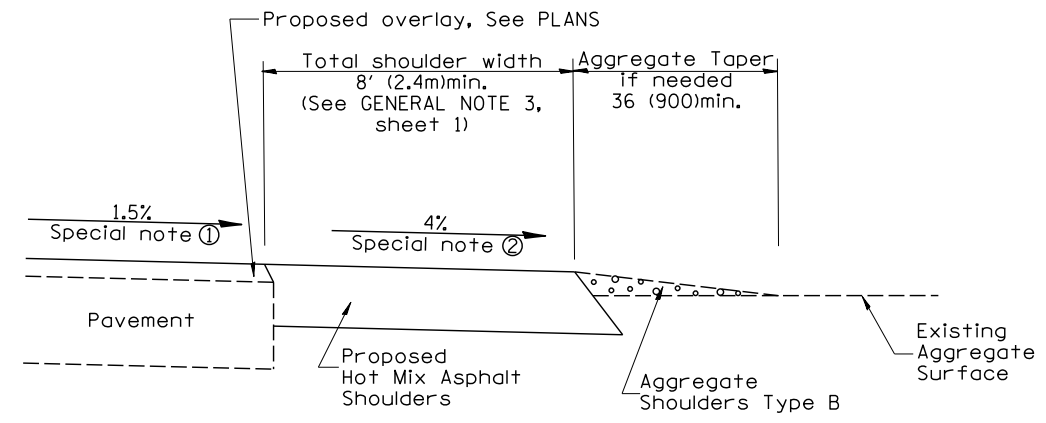 Proposed overlay, See PLANS
Total shoulder width
8' (2.4m)min.
(See GENERAL NOTE 3,
sheet 1)
Aggregate Taper
if needed
36 (900)min.
1.5%
Special note ①
4%
Special note ②
Pavement
Proposed
Hot Mix Asphalt
Shoulders
Aggregate
Shoulders Type B
Existing
Aggregate
Surface